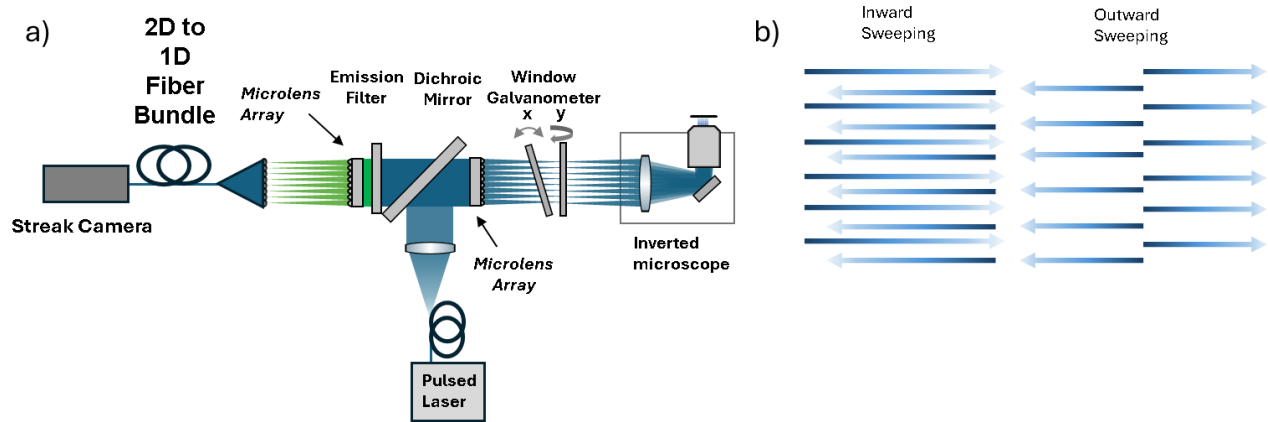 a)
2D to
1D
Fiber
Bundle
Microlens
Array
Emission
Filter
Dichroic
Mirror
Window
Galvanometer
x y
Streak Camera
Microlens
Array
Inverted
microscope
Pulsed
Laser
b)
Inward
Sweeping
Outward
Sweeping